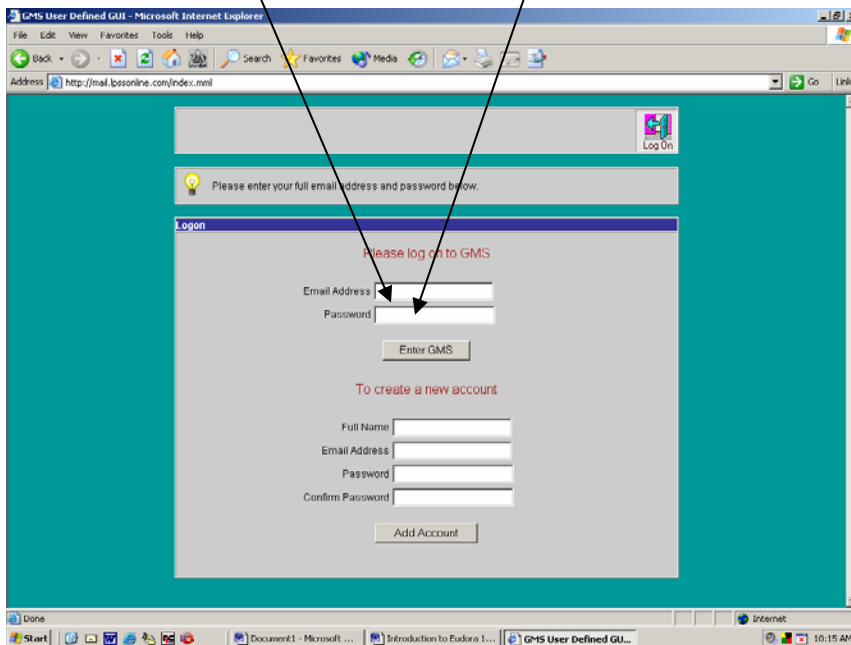 GMS User Defined GUI - Microsoft Internet Explorer
File Edit View Favorites Tools Help
Back Search Favorites Media
Address http://mail.lpssonline.com/index.mml Go Link
Log On
Please enter your full email address and password below.
Logon
Please log on to GMS
Email Address
Password
Enter GMS
To create a new account
Full Name
Email Address
Password
Confirm Password
Add Account
Done Internet
Start Document1 - Microsoft ... Introduction to Eudora 1... GMS User Defined GU... 10:15 AM